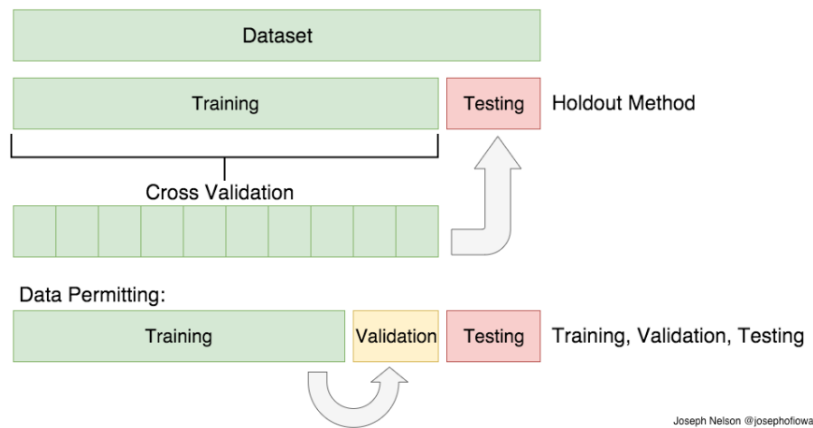 Dataset
Training Testing Holdout Method
Cross Validation
Data Permitting:
Training Validation Testing Training, Validation, Testing
Joseph Nelson @josephofiowa